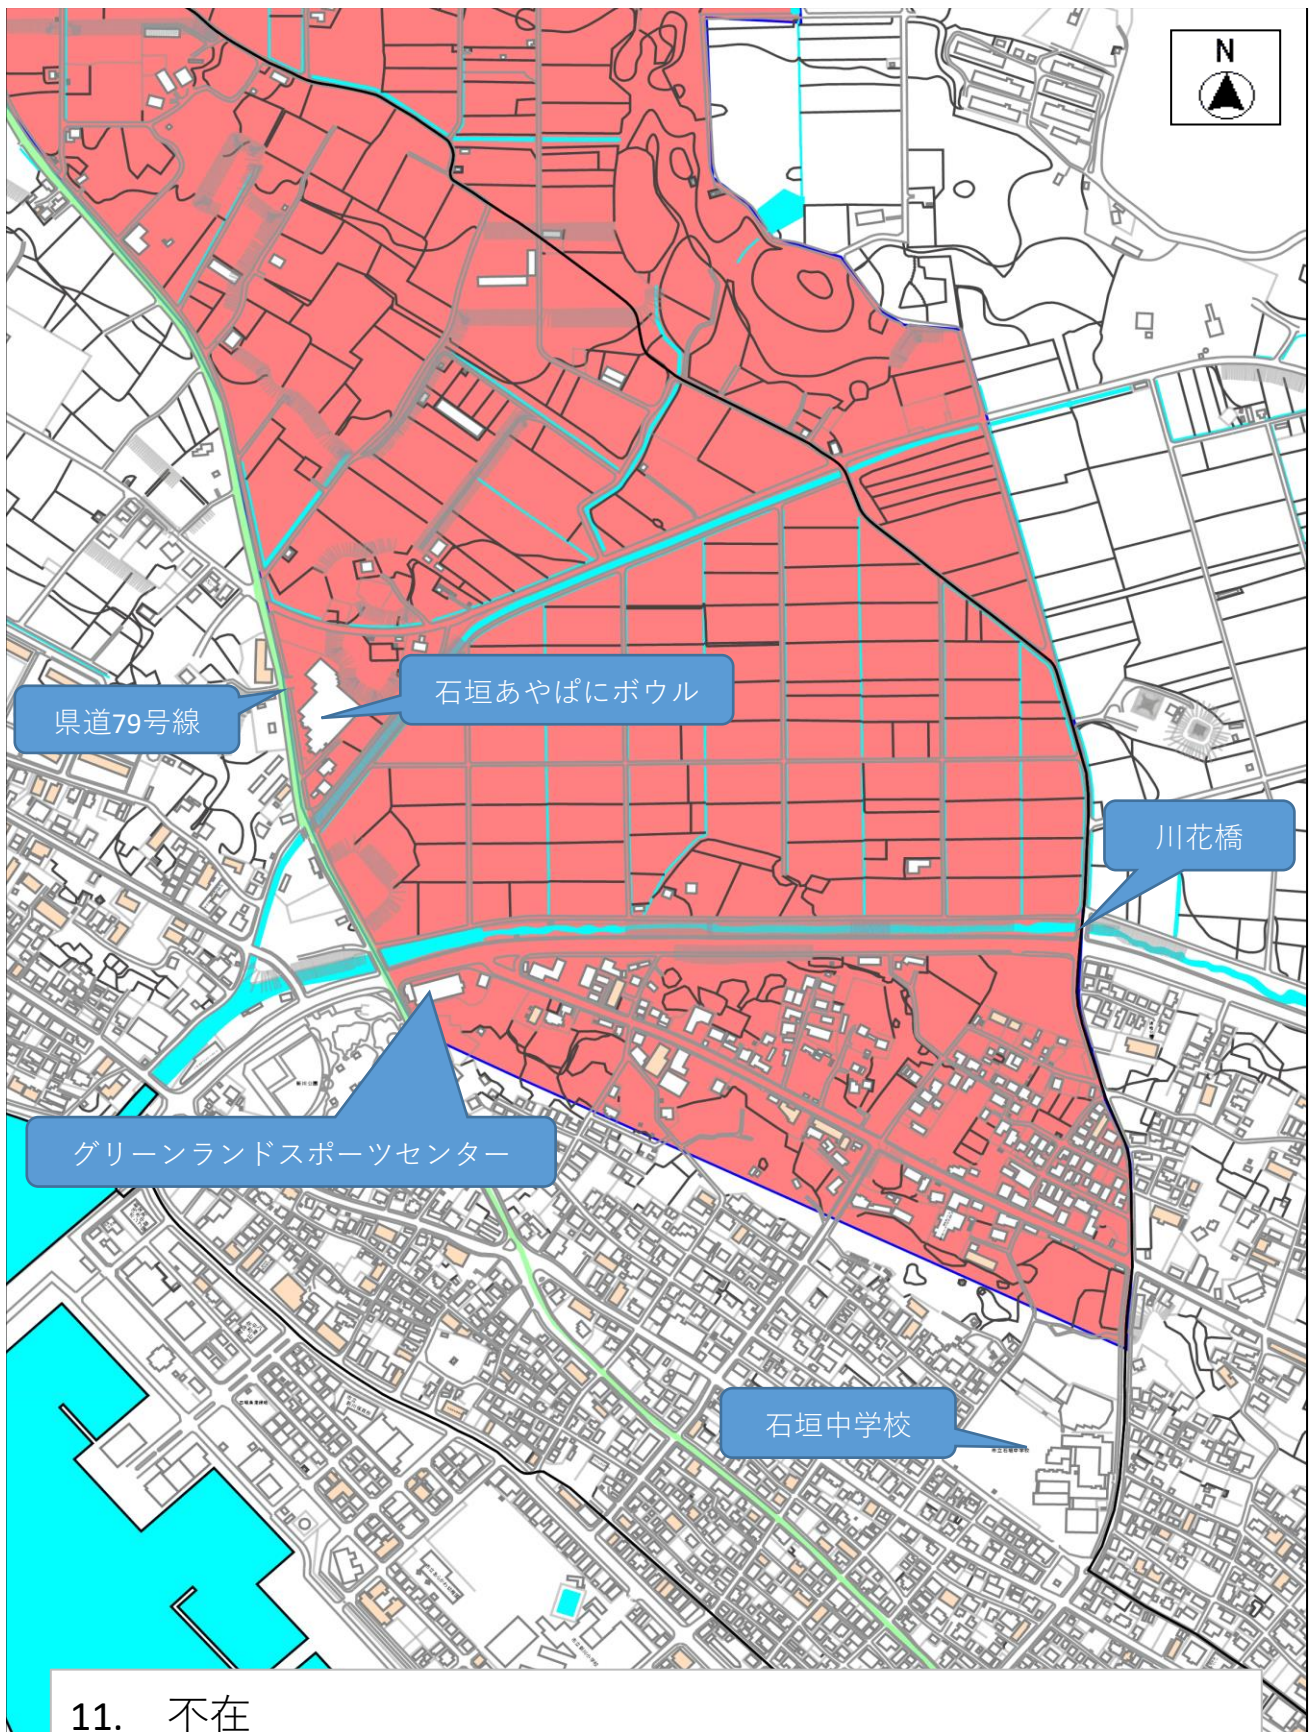 N
石垣あやぱにボウル
県道79号線
川花橋
グリーンランドスポーツセンター
石垣中学校
11. 不在